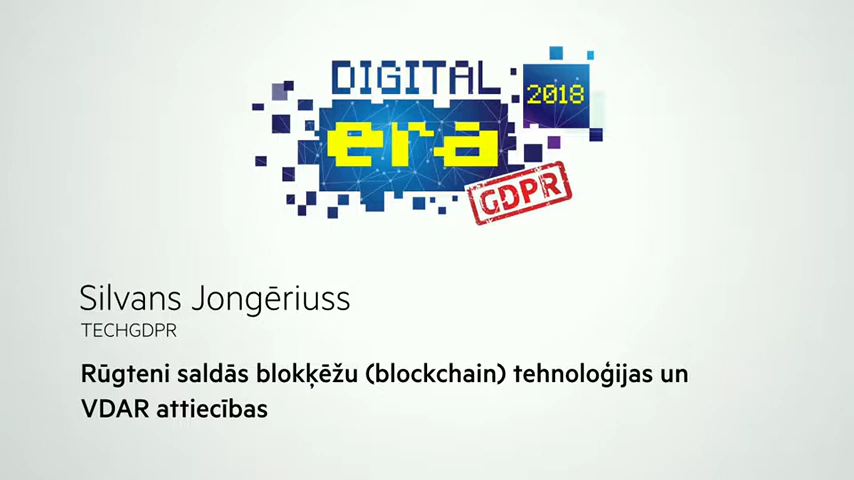 DIGITAL
2018
era
GDPR
Silvans Jongēriuss
TECHGDPR
Rūgteni saldās blokķēžu (blockchain) tehnoloģijas un
VDAR attiecības